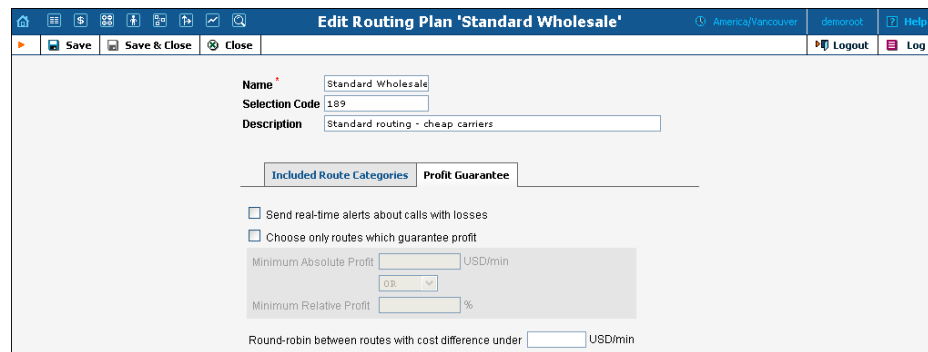 Edit Routing Plan 'Standard Wholesale'
America/Vancouver
demoroot
? Help
Save
Save & Close
Close
Logout
Log
Name *
Standard Wholesale
Selection Code
189
Description
Standard routing - cheap carriers
Included Route Categories
Profit Guarantee
Send real-time alerts about calls with losses
Choose only routes which guarantee profit
Minimum Absolute Profit USD/min
OR
Minimum Relative Profit %
Round-robin between routes with cost difference under USD/min